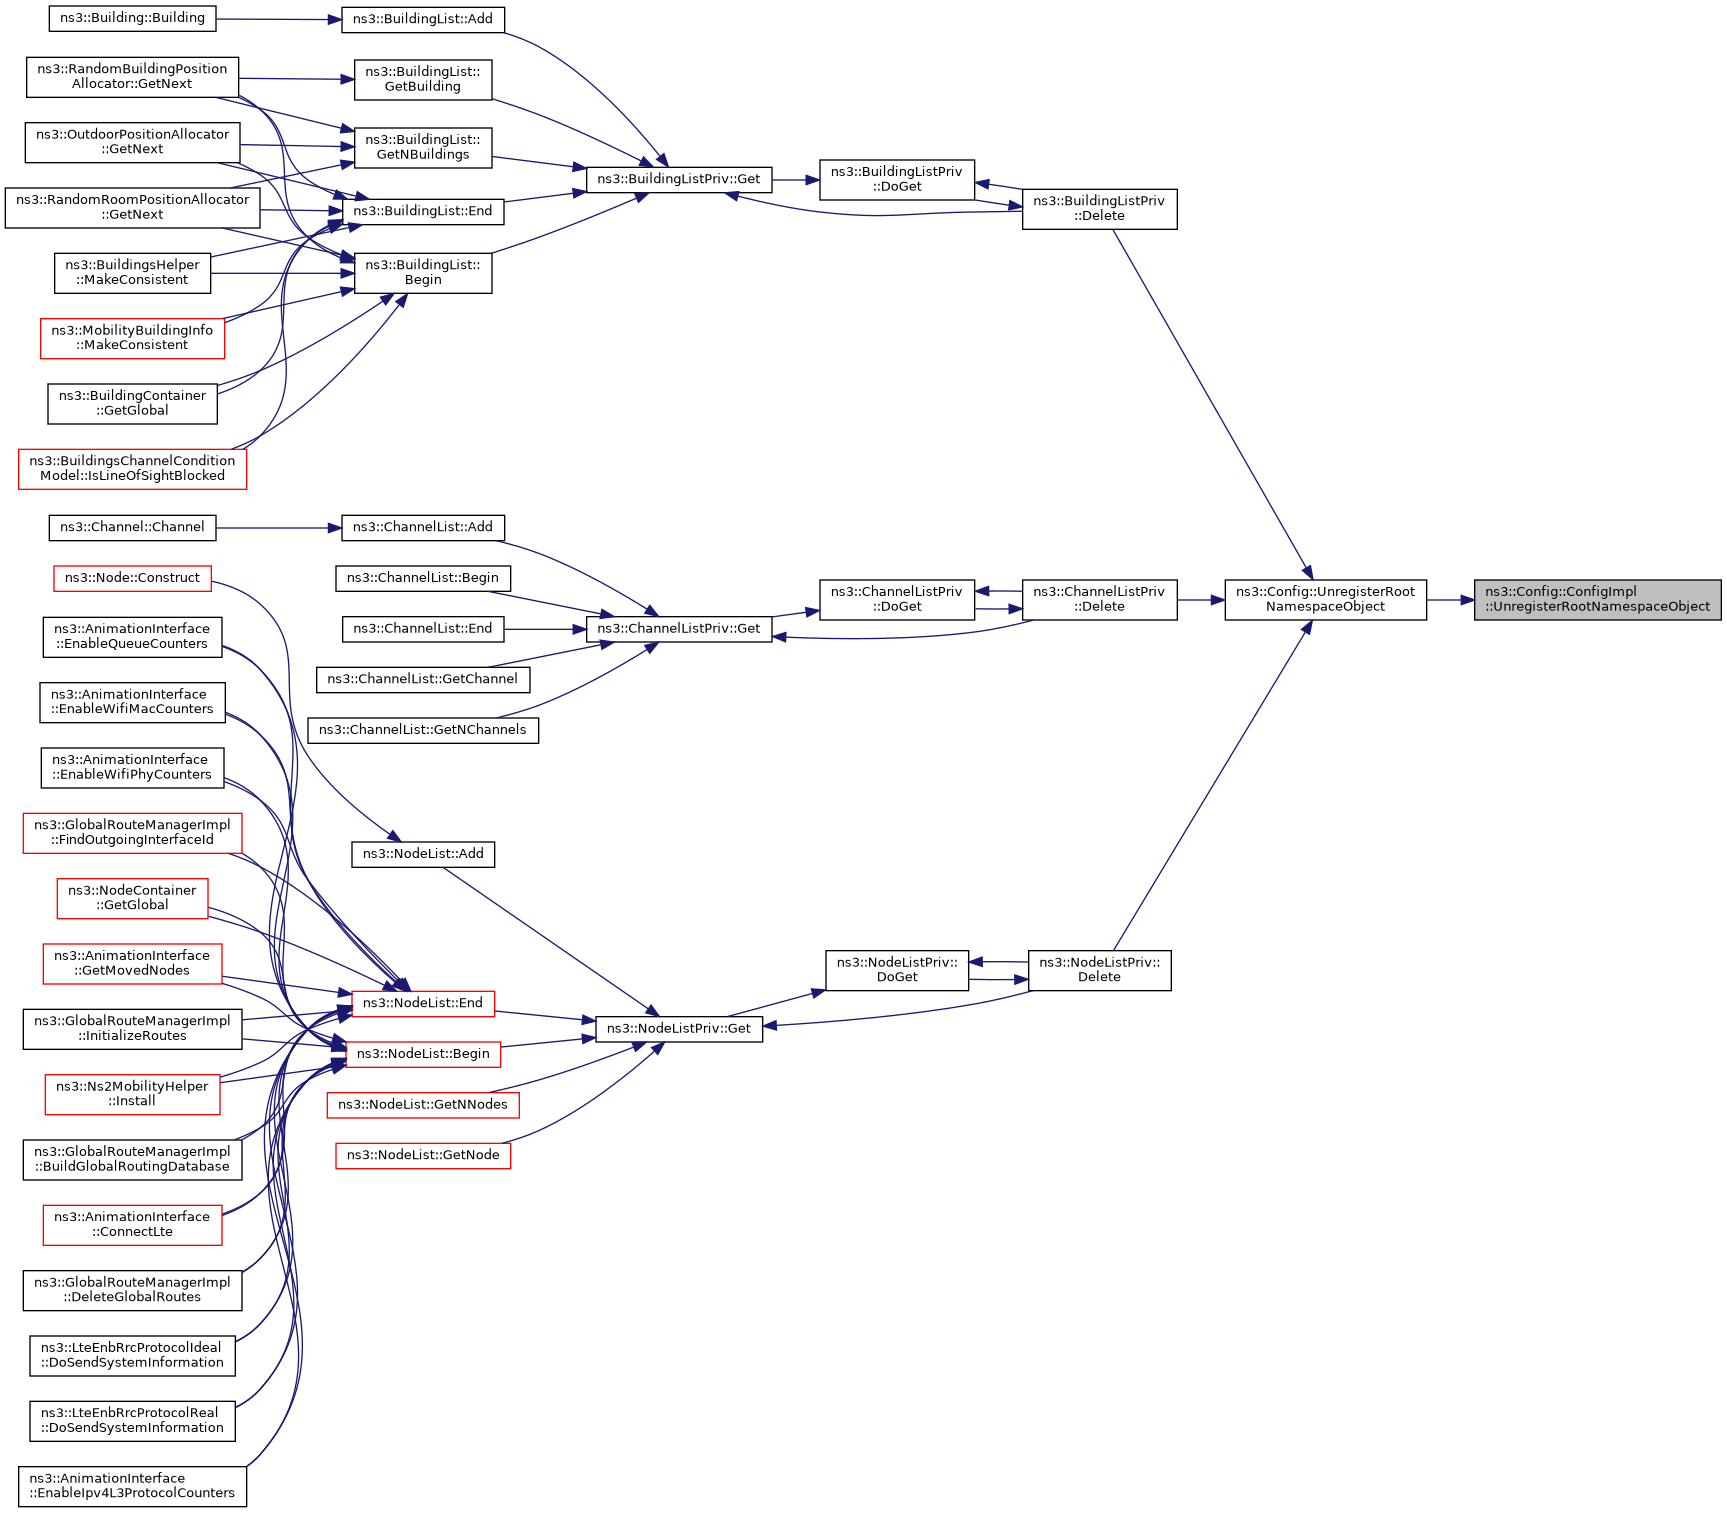 ns3::Building::Building
ns3::BuildingList::Add
ns3::RandomBuildingPosition
Allocator::GetNext
ns3::BuildingList::
GetBuilding
ns3::OutdoorPositionAllocator
::GetNext
ns3::BuildingList::
GetNBuildings
ns3::RandomRoomPositionAllocator
::GetNext
ns3::BuildingList::End
ns3::BuildingListPriv::Get
ns3::BuildingListPriv
::DoGet
ns3::BuildingListPriv
::Delete
ns3::BuildingsHelper
::MakeConsistent
ns3::BuildingList::
Begin
ns3::MobilityBuildingInfo
::MakeConsistent
ns3::BuildingContainer
::GetGlobal
ns3::BuildingsChannelCondition
Model::IsLineOfSightBlocked
ns3::Channel::Channel
ns3::ChannelList::Add
ns3::ChannelList::Begin
ns3::ChannelList::End
ns3::ChannelList::GetChannel
ns3::ChannelList::GetNChannels
ns3::ChannelListPriv::Get
ns3::ChannelListPriv
::DoGet
ns3::ChannelListPriv
::Delete
ns3::Config::UnregisterRoot
NamespaceObject
ns3::Config::ConfigImpl
::UnregisterRootNamespaceObject
ns3::Node::Construct
ns3::AnimationInterface
::EnableQueueCounters
ns3::AnimationInterface
::EnableWifiMacCounters
ns3::AnimationInterface
::EnableWifiPhyCounters
ns3::GlobalRouteManagerImpl
::FindOutgoingInterfaceId
ns3::NodeList::Add
ns3::NodeContainer
::GetGlobal
ns3::AnimationInterface
::GetMovedNodes
ns3::NodeList::End
ns3::NodeListPriv::
DoGet
ns3::NodeListPriv::
Delete
ns3::GlobalRouteManagerImpl
::InitializeRoutes
ns3::NodeListPriv::Get
ns3::NodeList::Begin
ns3::Ns2MobilityHelper
::Install
ns3::NodeList::GetNNodes
ns3::GlobalRouteManagerImpl
::BuildGlobalRoutingDatabase
ns3::NodeList::GetNode
ns3::AnimationInterface
::ConnectLte
ns3::GlobalRouteManagerImpl
::DeleteGlobalRoutes
ns3::LteEnbRrcProtocolIdeal
::DoSendSystemInformation
ns3::LteEnbRrcProtocolReal
::DoSendSystemInformation
ns3::AnimationInterface
::EnableIpv4L3ProtocolCounters